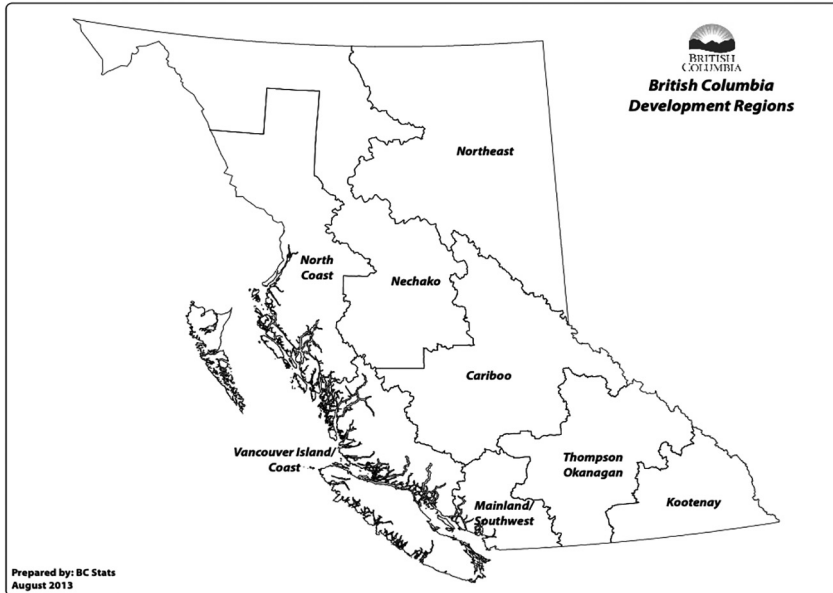 BRITISH
COLUMBIA
British Columbia
Development Regions
Northeast
North
Coast
Nechako
Cariboo
Vancouver Island/
Coast
Thompson
Okanagan
Mainland/
Southwest
Kootenay
Prepared by: BC Stats
August 2013